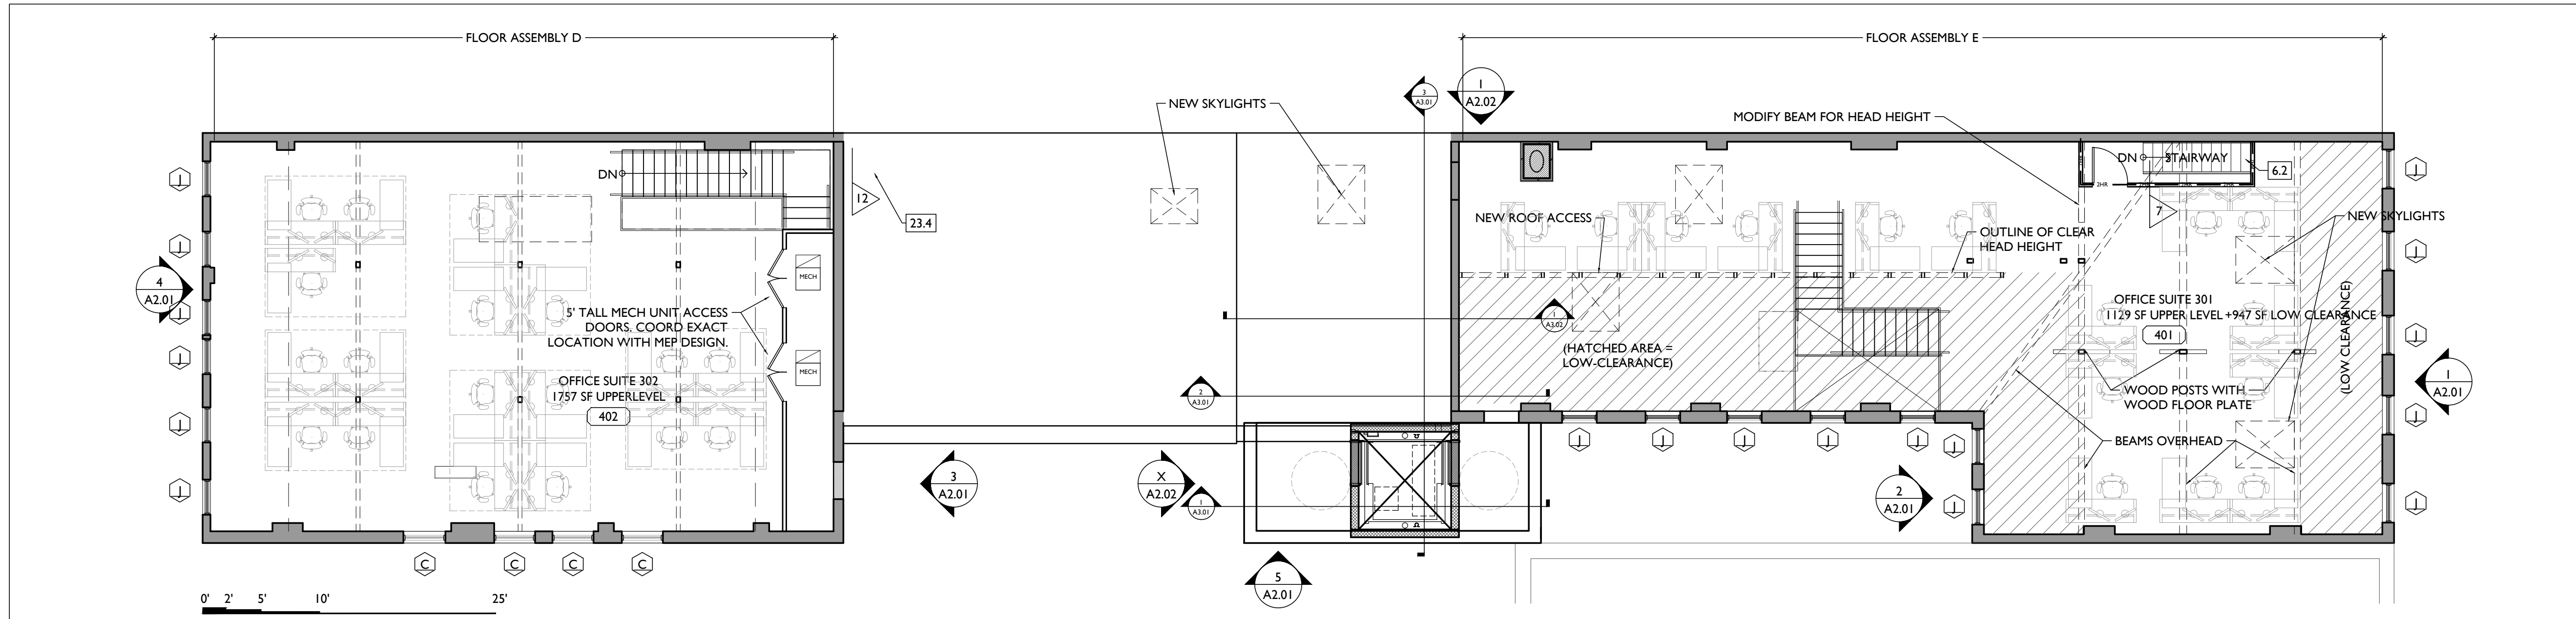 FLOOR ASSEMBLY D
FLOOR ASSEMBLY E
NEW SKYLIGHTS
3
A3.01
1
A2.02
MODIFY BEAM FOR HEAD HEIGHT
DN
STAIRWAY
6.2
2HR
DN
12
23.4
7
NEW ROOF ACCESS
OUTLINE OF CLEAR
HEAD HEIGHT
NEW SKYLIGHTS
J
J
J
J
J
J
4
A2.01
MECH
MECH
5' TALL MECH UNIT ACCESS
DOORS. COORD EXACT
LOCATION WITH MEP DESIGN.
OFFICE SUITE 302
1757 SF UPPERLEVEL
402
1
A3.02
(HATCHED AREA =
LOW-CLEARANCE)
2
A3.01
OFFICE SUITE 301
1129 SF UPPER LEVEL +947 SF LOW CLEARANCE
401
(LOW CLEARANCE)
WOOD POSTS WITH
WOOD FLOOR PLATE
BEAMS OVERHEAD
J
J
J
J
J
1
A2.01
J
J
J
J
J
J
J
3
A2.01
X
A2.02
1
A3.01
2
A2.01
C
C
C
C
5
A2.01
0' 2' 5' 10' 25'